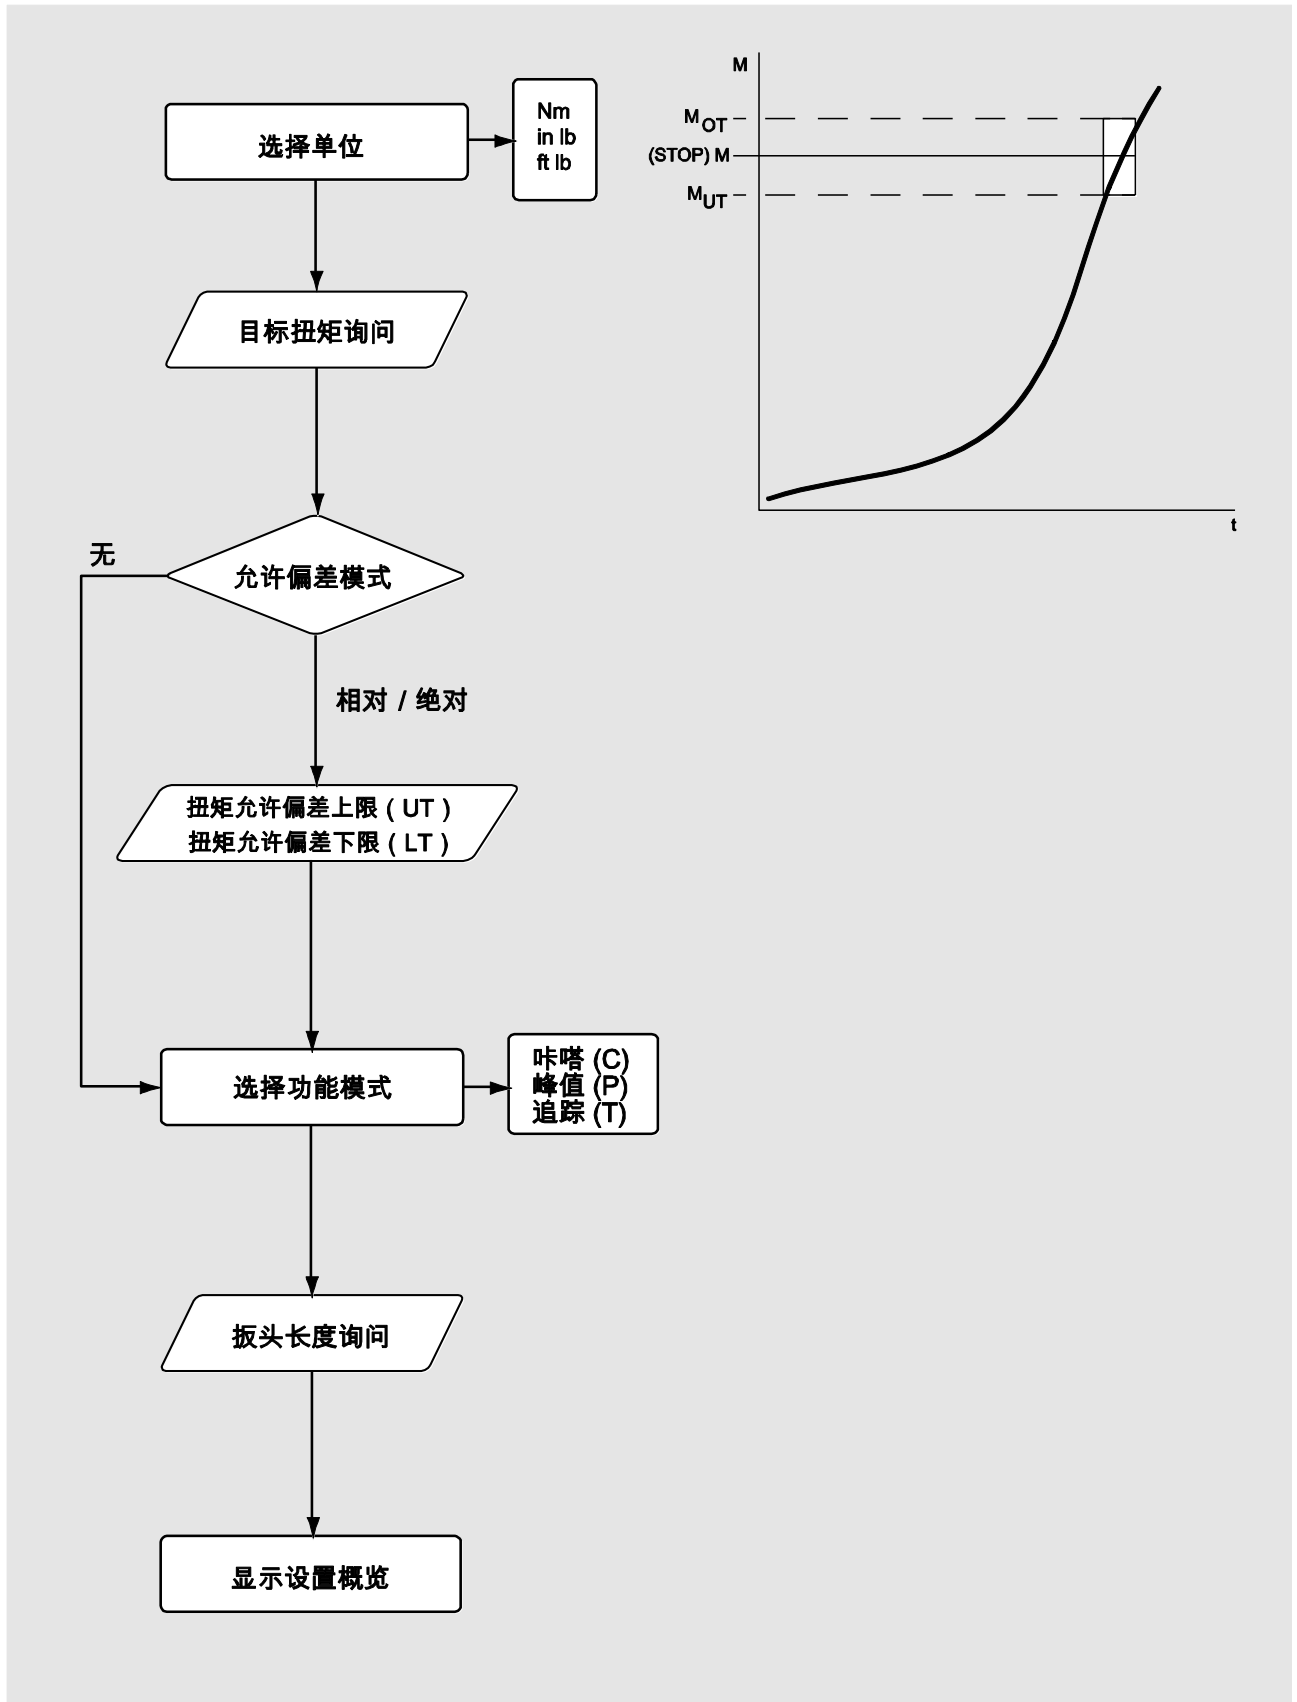 选择单位
Nm
in lb
ft lb
目标扭矩询问
无
允许偏差模式
相对 / 绝对
扭矩允许偏差上限 ( UT )
扭矩允许偏差下限 ( LT )
选择功能模式
咔嗒 (C)
峰值 (P)
追踪 (T)
扳头长度询问
显示设置概览
M
MOT
(STOP) M
MUT
t